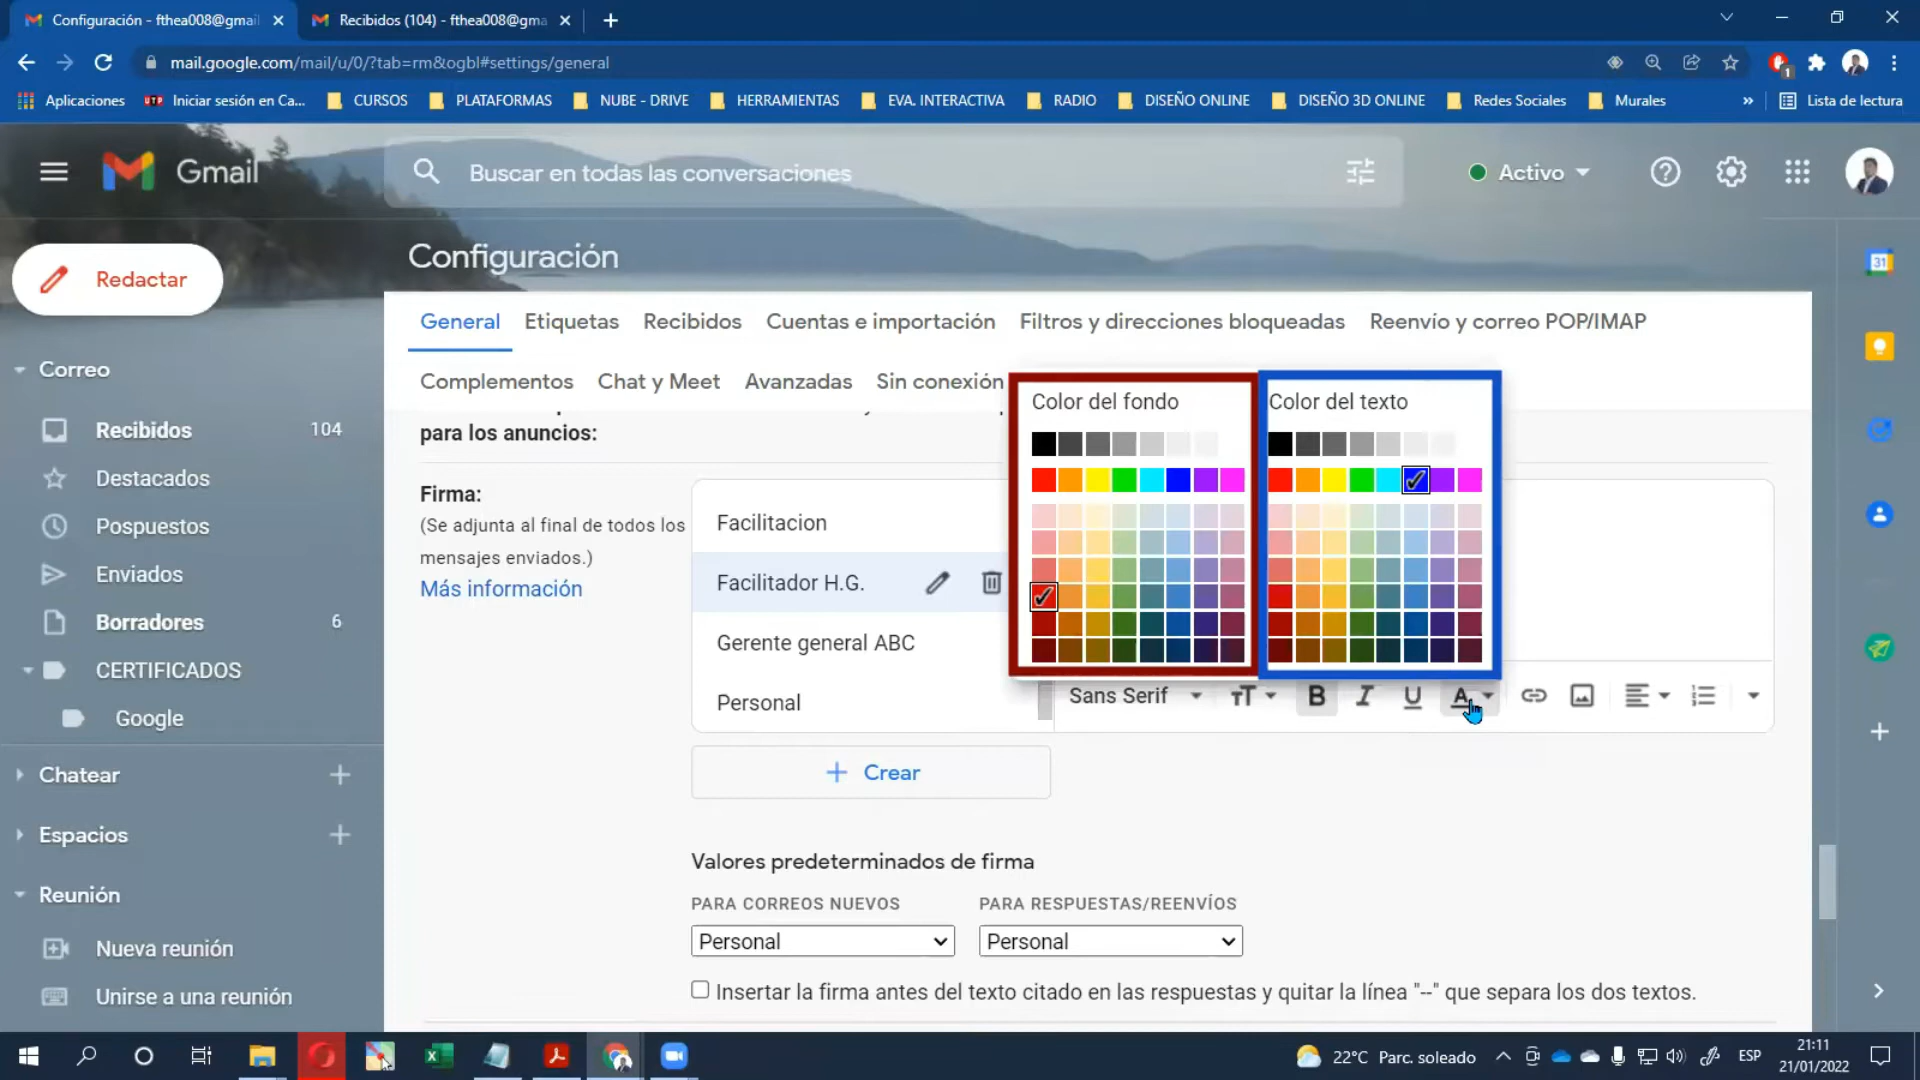 Configuración - fthea008@gmail
Recibidos (104) - fthea008@gma
mail.google.com/mail/u/0/?tab=rm&ogbl#settings/general
1
Aplicaciones
UTP Iniciar sesión en Ca...
CURSOS
PLATAFORMAS
NUBE - DRIVE
HERRAMIENTAS
EVA. INTERACTIVA
RADIO
DISEÑO ONLINE
DISEÑO 3D ONLINE
Redes Sociales
Murales
»
Lista de lectura
Gmail
Buscar en todas las conversaciones
Activo
Configuración
Redactar
31
General
Etiquetas
Recibidos
Cuentas e importación
Filtros y direcciones bloqueadas
Reenvío y correo POP/IMAP
Complementos
Chat y Meet
Avanzadas
Sin conexión
Correo
Recibidos 104
Destacados
Pospuestos
Enviados
Borradores 6
CERTIFICADOS
Google
Chatear
Espacios
Reunión
Nueva reunión
Unirse a una reunión
para los anuncios:
Firma:
(Se adjunta al final de todos los
mensajes enviados.)
Más información
Facilitacion
Facilitador H.G.
Gerente general ABC
Personal
Crear
Color del fondo
Color del texto
Sans Serif
TT
B I U A
Valores predeterminados de firma
PARA CORREOS NUEVOS
PARA RESPUESTAS/REENVÍOS
Personal
Personal
Insertar la firma antes del texto citado en las respuestas y quitar la línea "--" que separa los dos textos.
22°C Parc. soleado
ESP
21:11
21/01/2022